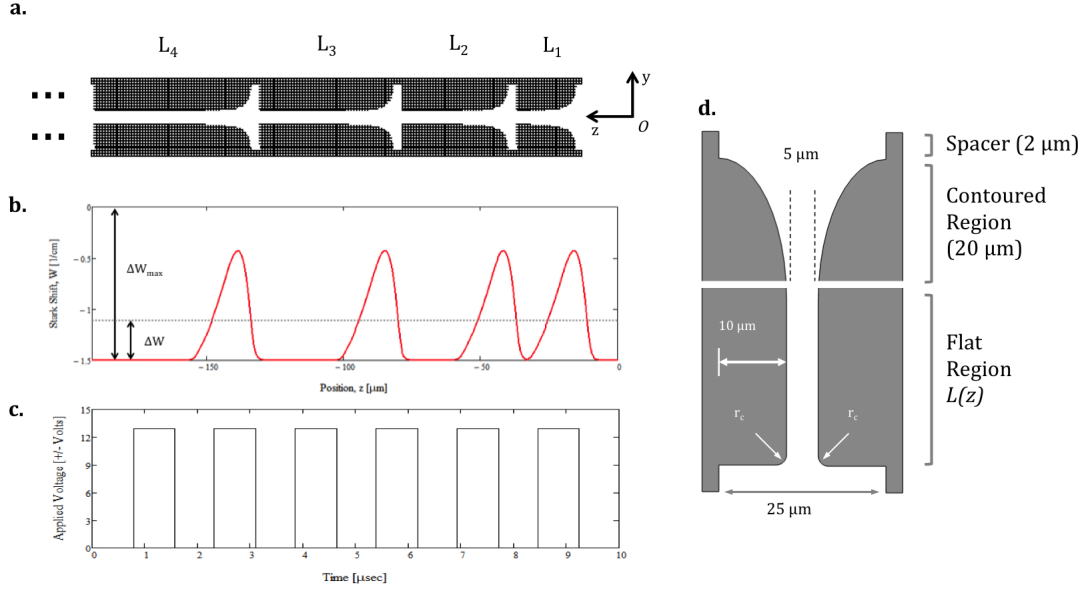 a.
L4 L3 L2 L1
... y
z O
...
b.
0
−0.5
−1
−1.5
Stark Shift, W [1/cm]
ΔWmax
ΔW
−150 −100 −50 0
Position, z [μm]
c.
15
12
9
6
3
0
Applied Voltage [+/- Volts]
0 1 2 3 4 5 6 7 8 9 10
Time [μsec]
d.
5 μm
Spacer (2 μm)
Contoured
Region
(20 μm)
10 μm
Flat
Region
L(z)
rc rc
25 μm